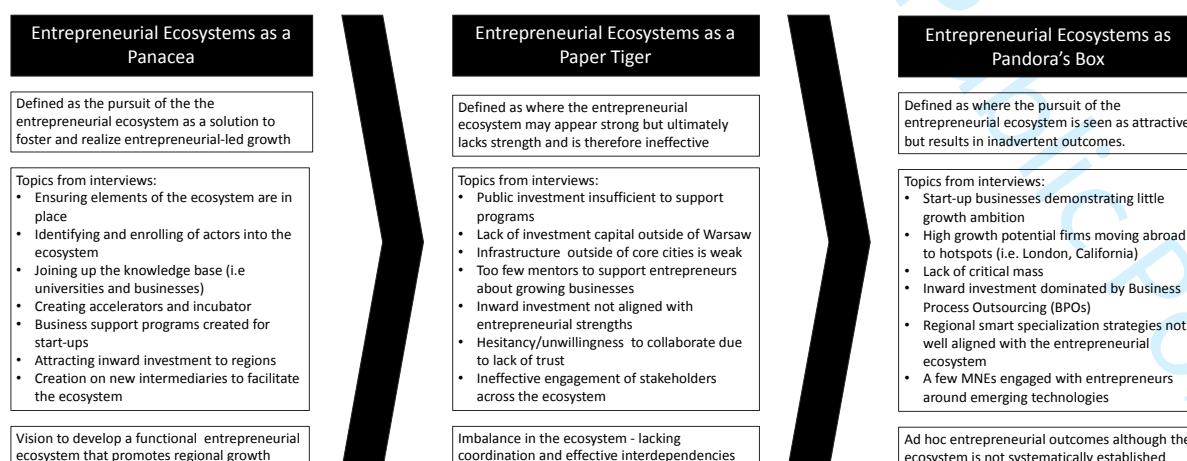 Entrepreneurial Ecosystems as a
Panacea
Defined as the pursuit of the the
entrepreneurial ecosystem as a solution to
foster and realize entrepreneurial-led growth
Topics from interviews:
• Ensuring elements of the ecosystem are in
place
• Identifying and enrolling of actors into the
ecosystem
• Joining up the knowledge base (i.e
universities and businesses)
• Creating accelerators and incubator
• Business support programs created for
start-ups
• Attracting inward investment to regions
• Creation on new intermediaries to facilitate
the ecosystem
Vision to develop a functional entrepreneurial
ecosystem that promotes regional growth
Entrepreneurial Ecosystems as a
Paper Tiger
Defined as where the entrepreneurial
ecosystem may appear strong but ultimately
lacks strength and is therefore ineffective
Topics from interviews:
• Public investment insufficient to support
programs
• Lack of investment capital outside of Warsaw
• Infrastructure outside of core cities is weak
• Too few mentors to support entrepreneurs
about growing businesses
• Inward investment not aligned with
entrepreneurial strengths
• Hesitancy/unwillingness to collaborate due
to lack of trust
• Ineffective engagement of stakeholders
across the ecosystem
Imbalance in the ecosystem - lacking
coordination and effective interdependencies
Entrepreneurial Ecosystems as
Pandora's Box
Defined as where the pursuit of the
entrepreneurial ecosystem is seen as attractive
but results in inadvertent outcomes.
Topics from interviews:
• Start-up businesses demonstrating little
growth ambition
• High growth potential firms moving abroad
to hotspots (i.e. London, California)
• Lack of critical mass
• Inward investment dominated by Business
Process Outsourcing (BPOs)
• Regional smart specialization strategies not
well aligned with the entrepreneurial
ecosystem
• A few MNEs engaged with entrepreneurs
around emerging technologies
Ad hoc entrepreneurial outcomes although the
ecosystem is not systematically established